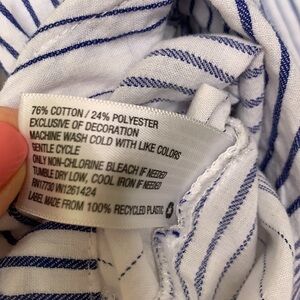 76% COTTON / 24% POLYESTER
EXCLUSIVE OF DECORATION
MACHINE WASH COLD WITH LIKE COLORS
GENTLE CYCLE
ONLY NON-CHLORINE BLEACH IF NEEDED
TUMBLE DRY LOW, COOL IRON IF NEEDED
RN17730 WN1261424
LABEL MADE FROM 100% RECYCLED PLASTIC